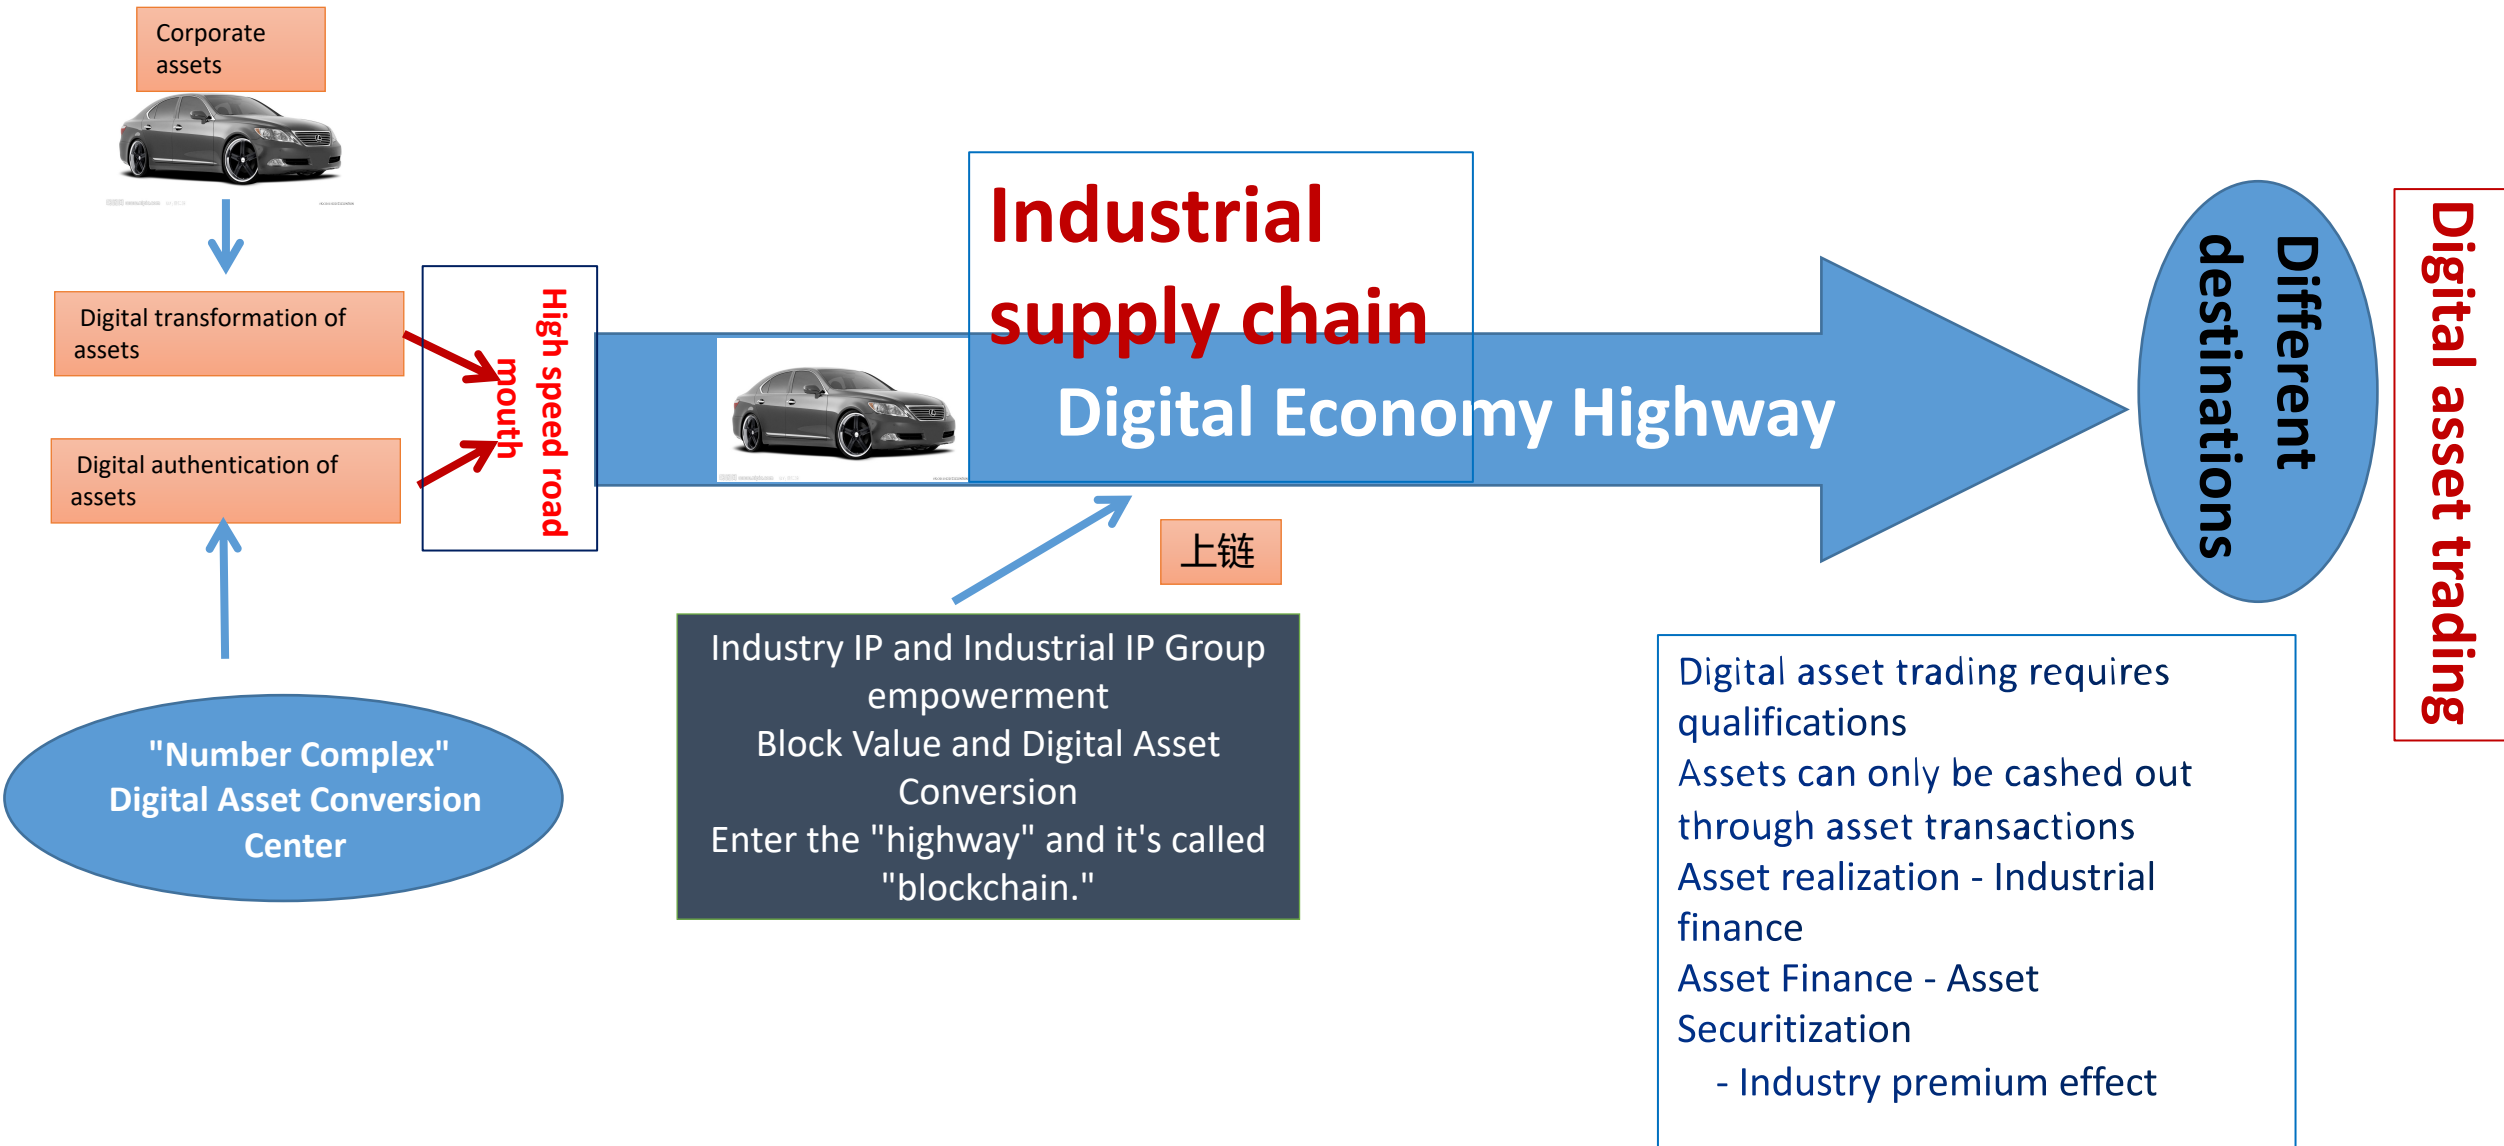 Corporate
assets
Digital transformation of
assets
Digital authentication of
assets
High speed road
mouth
"Number Complex"
Digital Asset Conversion
Center
Industrial
supply chain
Digital Economy Highway
上链
Industry IP and Industrial IP Group
empowerment
Block Value and Digital Asset
Conversion
Enter the "highway" and it's called
"blockchain."
Different
destinations
Digital asset trading
Digital asset trading requires
qualifications
Assets can only be cashed out
through asset transactions
Asset realization - Industrial
finance
Asset Finance - Asset
Securitization
- Industry premium effect